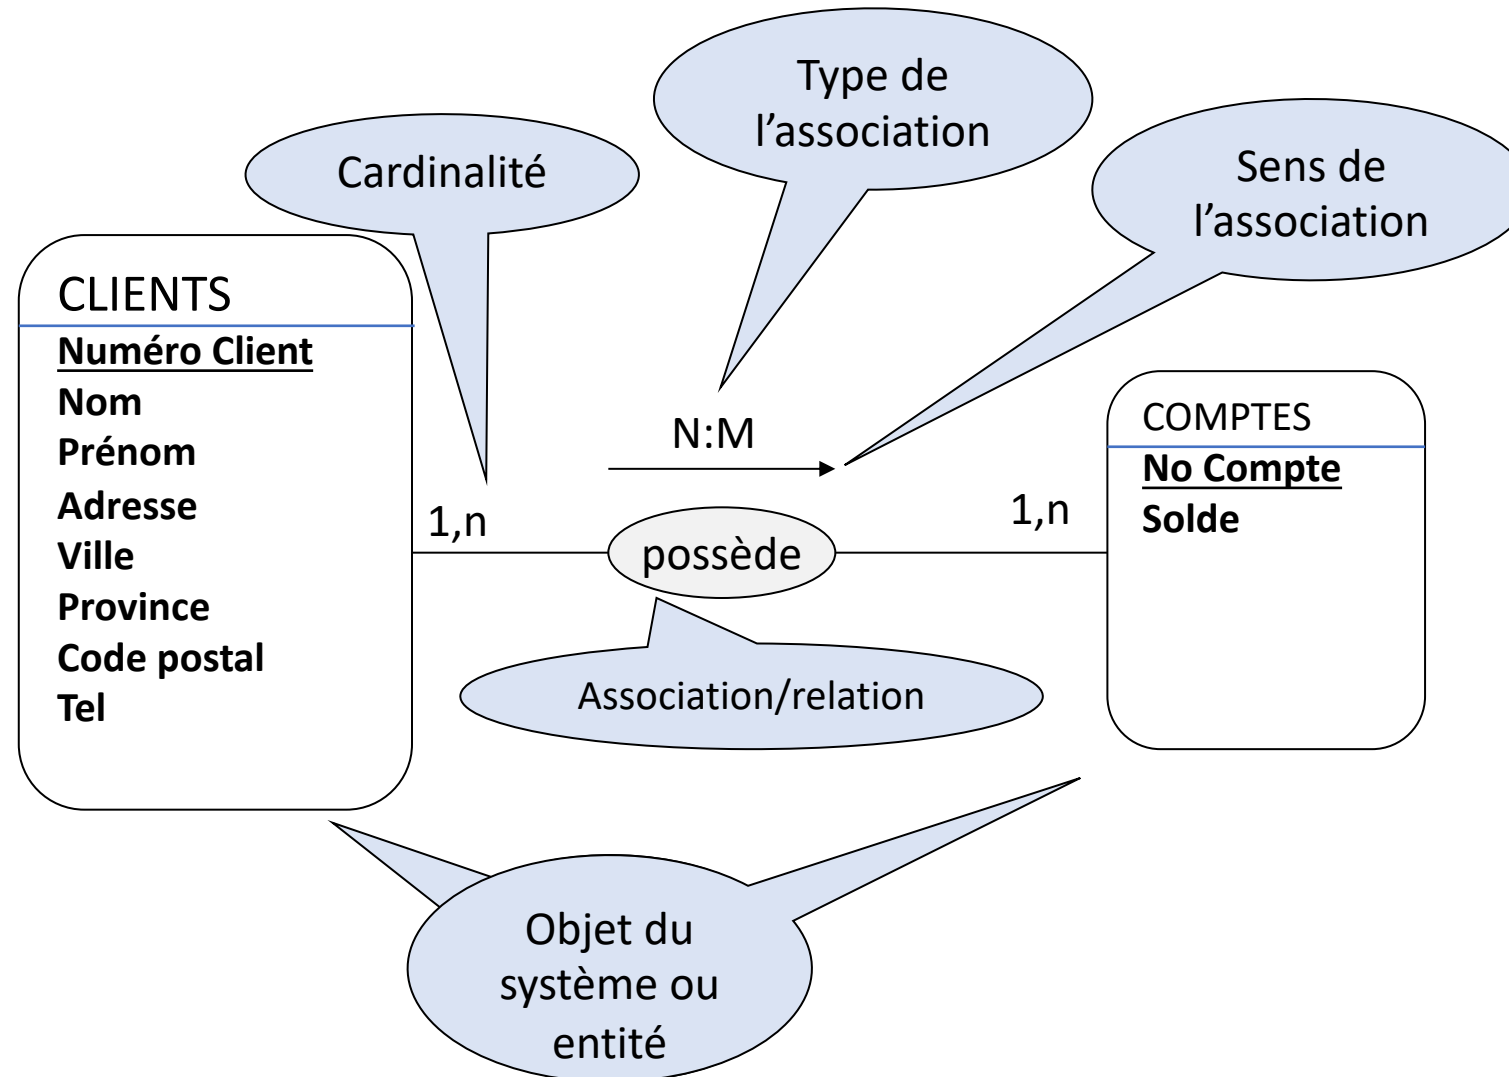 Type de
l’association
Cardinalité
Sens de
l’association
CLIENTS
Numéro Client
Nom
Prénom
Adresse
Ville
Province
Code postal
Tel
N:M
1,n
possède
1,n
COMPTES
No Compte
Solde
Association/relation
Objet du
système ou
entité